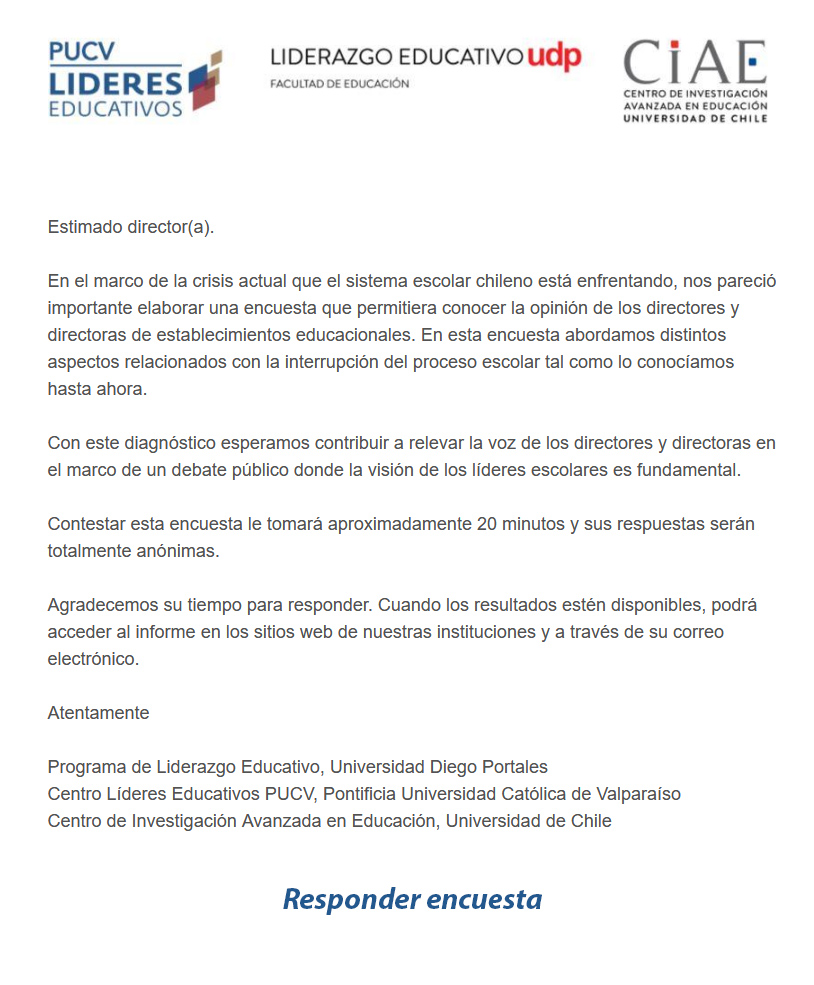 PUCV
LIDERES
EDUCATIVOS
LIDERAZGO EDUCATIVO udp
FACULTAD DE EDUCACIÓN
CiAE
CENTRO DE INVESTIGACIÓN
AVANZADA EN EDUCACIÓN
UNIVERSIDAD DE CHILE
Estimado director(a).
En el marco de la crisis actual que el sistema escolar chileno está enfrentando, nos pareció
importante elaborar una encuesta que permitiera conocer la opinión de los directores y
directoras de establecimientos educacionales. En esta encuesta abordamos distintos
aspectos relacionados con la interrupción del proceso escolar tal como lo conocíamos
hasta ahora.
Con este diagnóstico esperamos contribuir a relevar la voz de los directores y directoras en
el marco de un debate público donde la visión de los líderes escolares es fundamental.
Contestar esta encuesta le tomará aproximadamente 20 minutos y sus respuestas serán
totalmente anónimas.
Agradecemos su tiempo para responder. Cuando los resultados estén disponibles, podrá
acceder al informe en los sitios web de nuestras instituciones y a través de su correo
electrónico.
Atentamente
Programa de Liderazgo Educativo, Universidad Diego Portales
Centro Líderes Educativos PUCV, Pontificia Universidad Católica de Valparaíso
Centro de Investigación Avanzada en Educación, Universidad de Chile
Responder encuesta